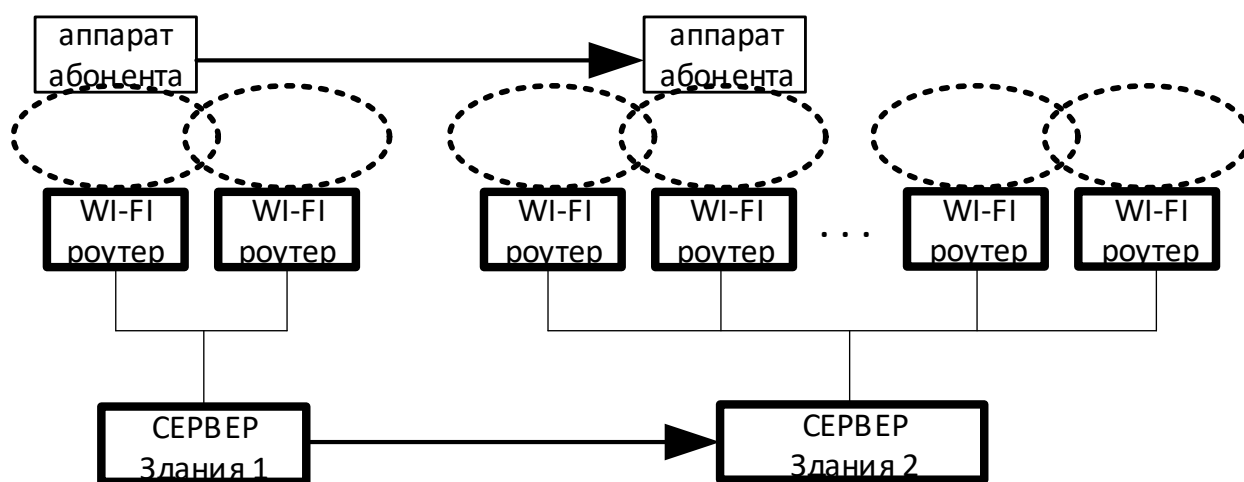 аппарат
абонента
аппарат
абонента
WI-FI
роутер
WI-FI
роутер
WI-FI
роутер
WI-FI
роутер
. . .
WI-FI
роутер
WI-FI
роутер
СЕРВЕР
Здания 1
СЕРВЕР
Здания 2